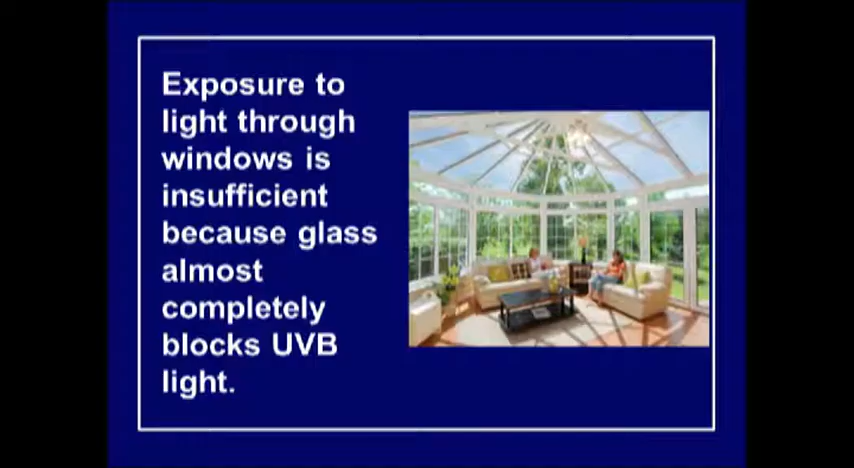 Exposure to
light through
windows is
insufficient
because glass
almost
completely
blocks UVB
light.